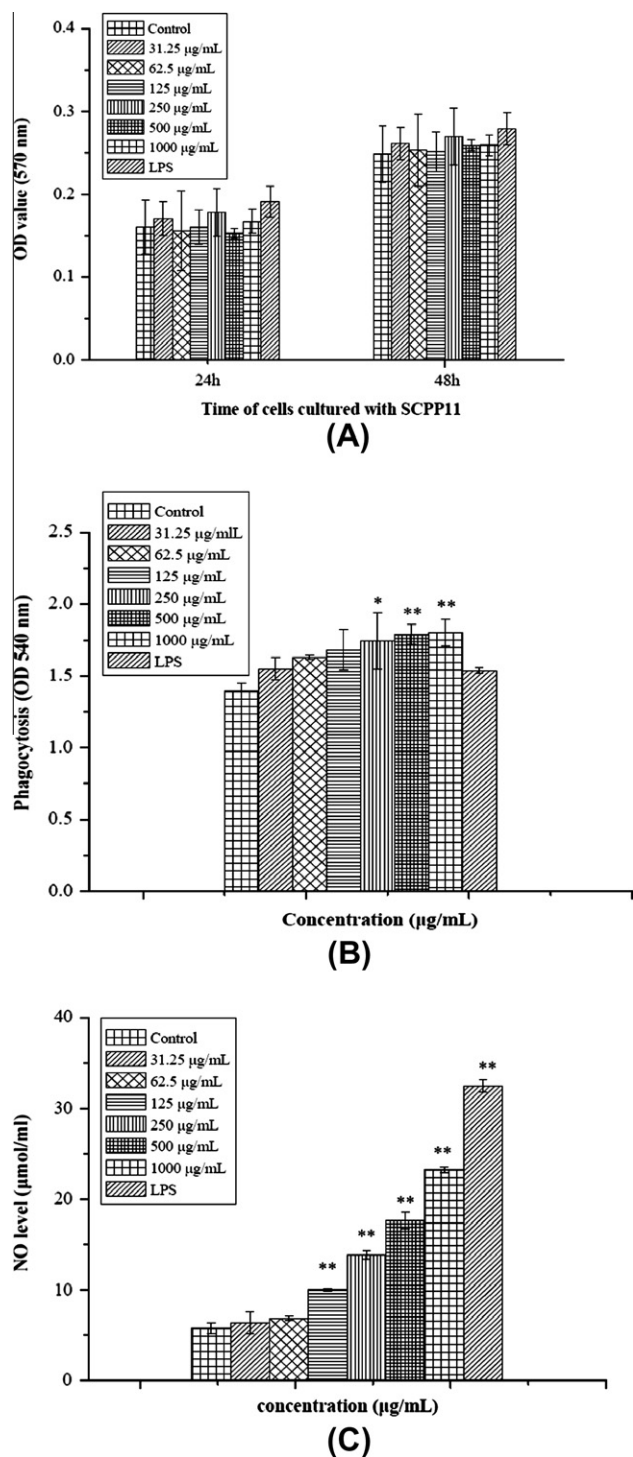 Control
31.25 µg/mL
62.5 µg/mL
125 µg/mL
250 µg/mL
500 µg/mL
1000 µg/mL
LPS
0.4
0.3
0.2
0.1
0.0
OD value (570 nm)
24h
48h
Time of cells cultured with SCPP11
(A)
Control
31.25 µg/mlL
62.5 µg/mL
125 µg/mL
250 µg/mL
500 µg/mL
1000 µg/mL
LPS
2.5
2.0
1.5
1.0
0.5
0.0
Phagocytosis (OD 540 nm)
*
**
**
Concentration (µg/mL)
(B)
Control
31.25 µg/mL
62.5 µg/mL
125 µg/mL
250 µg/mL
500 µg/mL
1000 µg/mL
LPS
40
30
20
10
0
NO level (µmol/ml)
**
**
**
**
**
concentration (µg/mL)
(C)